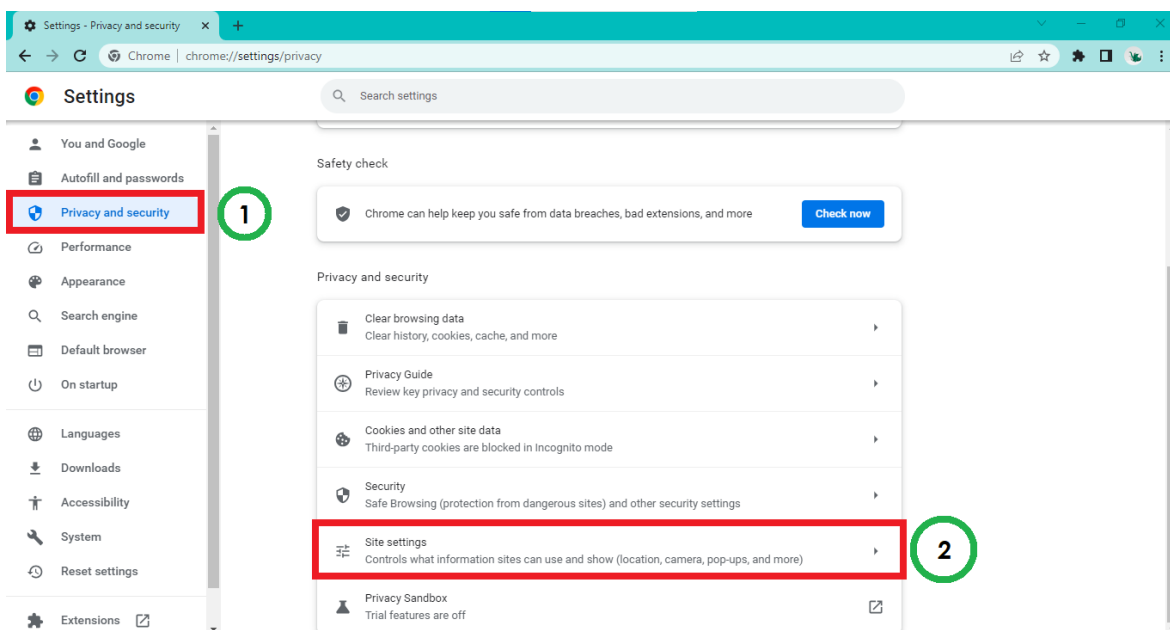 Settings - Privacy and security
Chrome | chrome://settings/privacy
Settings
Search settings
You and Google
Autofill and passwords
Privacy and security
1
Performance
Appearance
Search engine
Default browser
On startup
Languages
Downloads
Accessibility
System
Reset settings
Extensions
Safety check
Chrome can help keep you safe from data breaches, bad extensions, and more
Check now
Privacy and security
Clear browsing data
Clear history, cookies, cache, and more
Privacy Guide
Review key privacy and security controls
Cookies and other site data
Third-party cookies are blocked in Incognito mode
Security
Safe Browsing (protection from dangerous sites) and other security settings
Site settings
Controls what information sites can use and show (location, camera, pop-ups, and more)
2
Privacy Sandbox
Trial features are off